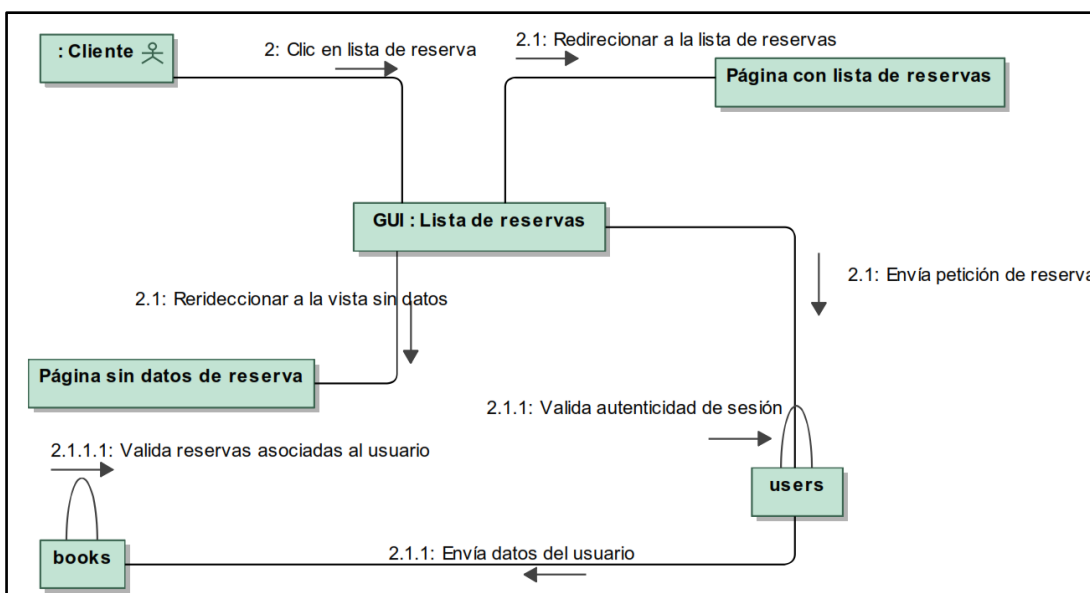 : Cliente
2: Clic en lista de reserva
2.1: Redirecionar a la lista de reservas
Página con lista de reservas
GUI : Lista de reservas
2.1: Envía petición de reserva
2.1: Rerideccionar a la vista sin datos
Página sin datos de reserva
2.1.1: Valida autenticidad de sesión
2.1.1.1: Valida reservas asociadas al usuario
users
books
2.1.1: Envía datos del usuario